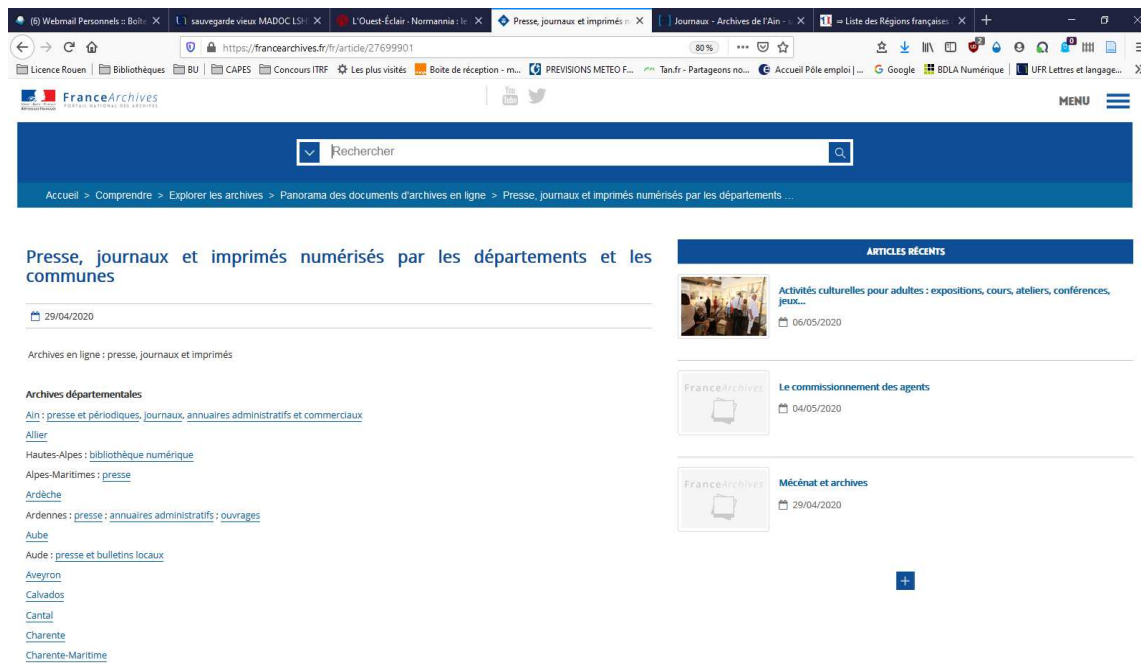 (6) Webmail Personnels :: Boîte
sauvegarde vieux MADOC LSH
L'Ouest-Éclair - Normannia : le
Presse, journaux et imprimés n
Journaux - Archives de l'Ain -
⇒ Liste des Régions françaises
https://francearchives.fr/fr/article/27699901
80 %
Licence Rouen
Bibliothèques
BU
CAPES
Concours ITRF
Les plus visités
Boite de réception - m...
PREVISIONS METEO F...
Tan.fr - Partageons no...
Accueil Pôle emploi | ...
Google
BDLA Numérique
UFR Lettres et langage...
FranceArchives
PORTAIL NATIONAL DES ARCHIVES
You
Tube
MENU
Rechercher
Accueil > Comprendre > Explorer les archives > Panorama des documents d'archives en ligne > Presse, journaux et imprimés numérisés par les départements ...
Presse, journaux et imprimés numérisés par les départements et les
communes
29/04/2020
Archives en ligne : presse, journaux et imprimés
Archives départementales
Ain : presse et périodiques, journaux, annuaires administratifs et commerciaux
Allier
Hautes-Alpes : bibliothèque numérique
Alpes-Maritimes : presse
Ardèche
Ardennes : presse ; annuaires administratifs ; ouvrages
Aube
Aude : presse et bulletins locaux
Aveyron
Calvados
Cantal
Charente
Charente-Maritime
ARTICLES RÉCENTS
Activités culturelles pour adultes : expositions, cours, ateliers, conférences,
jeux...
06/05/2020
FranceArchives
Le commissionnement des agents
04/05/2020
FranceArchives
Mécénat et archives
29/04/2020
+